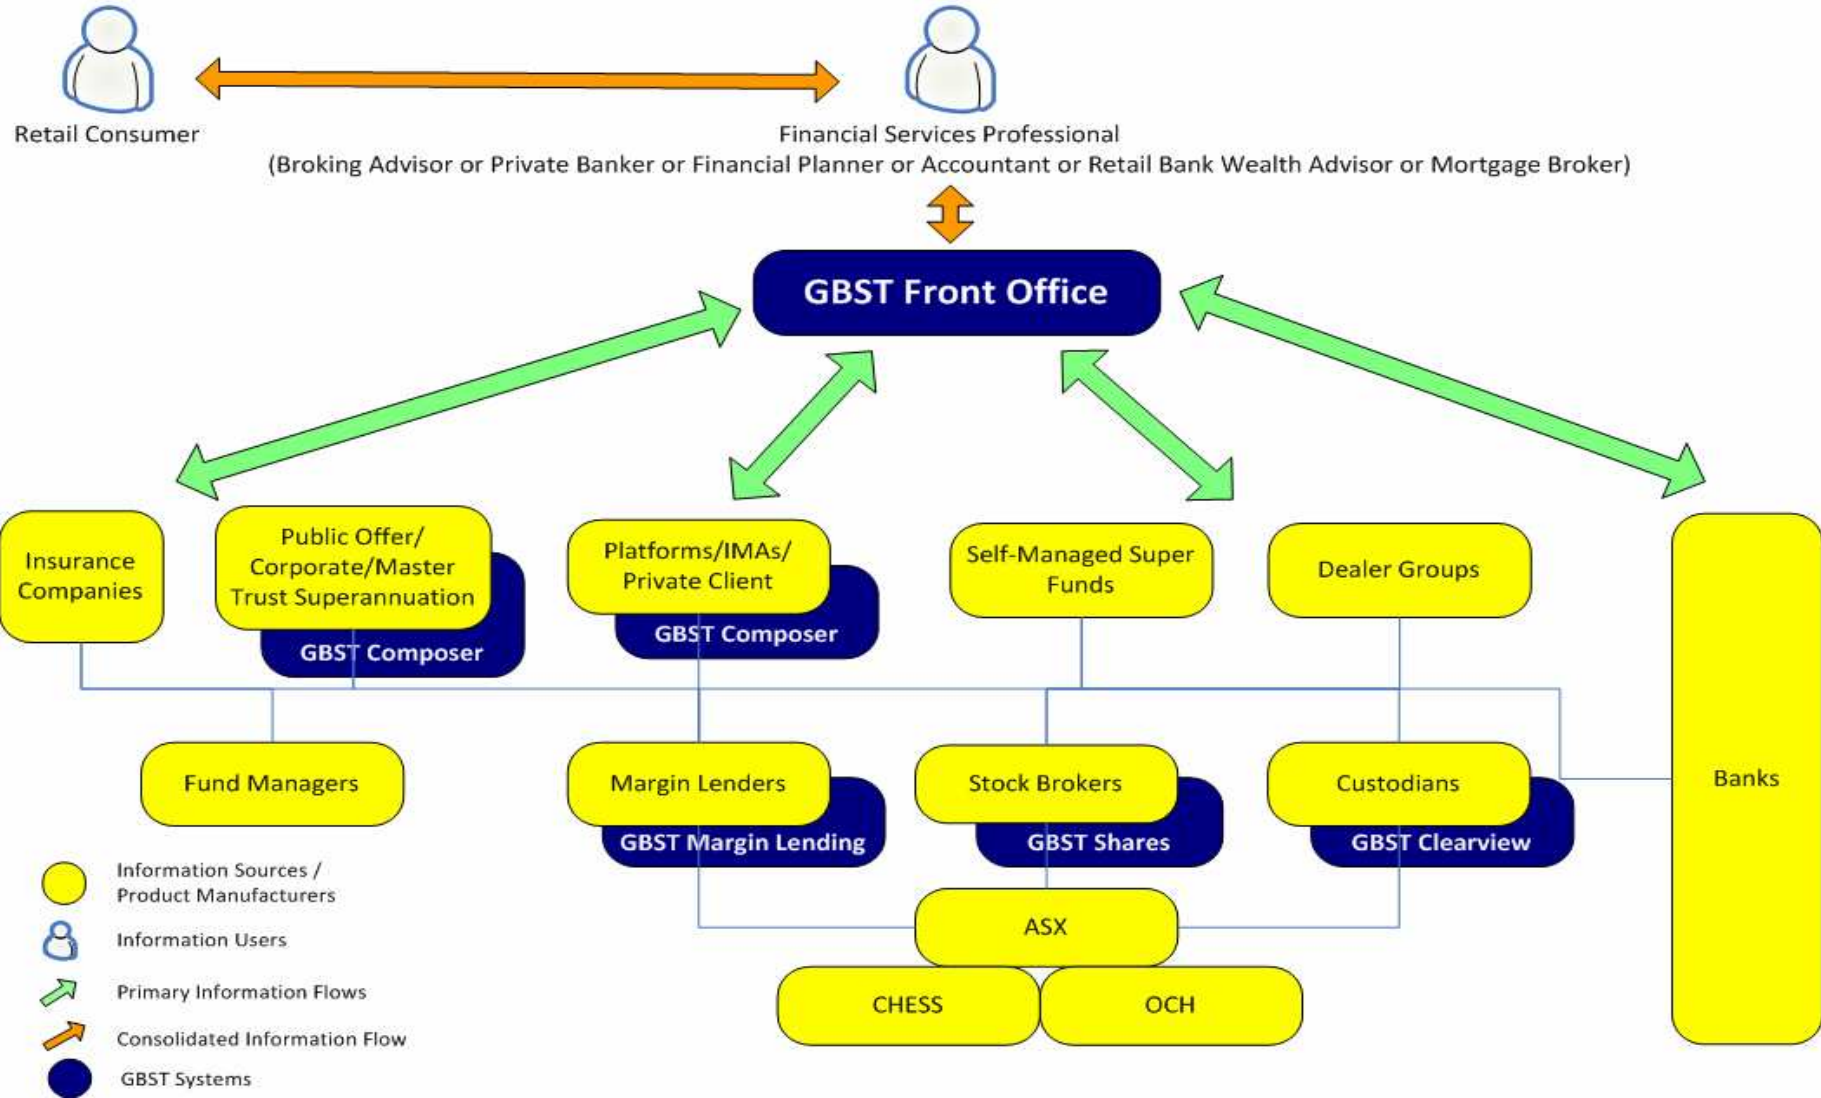 Retail Consumer
Financial Services Professional
(Broking Advisor or Private Banker or Financial Planner or Accountant or Retail Bank Wealth Advisor or Mortgage Broker)
GBST Front Office
Insurance
Companies
Public Offer/
Corporate/Master
Trust Superannuation
GBST Composer
Platforms/IMAs/
Private Client
GBST Composer
Self-Managed Super
Funds
Dealer Groups
Banks
Fund Managers
Margin Lenders
GBST Margin Lending
Stock Brokers
GBST Shares
Custodians
GBST Clearview
ASX
CHESS
OCH
Information Sources /
Product Manufacturers
Information Users
Primary Information Flows
Consolidated Information Flow
GBST Systems